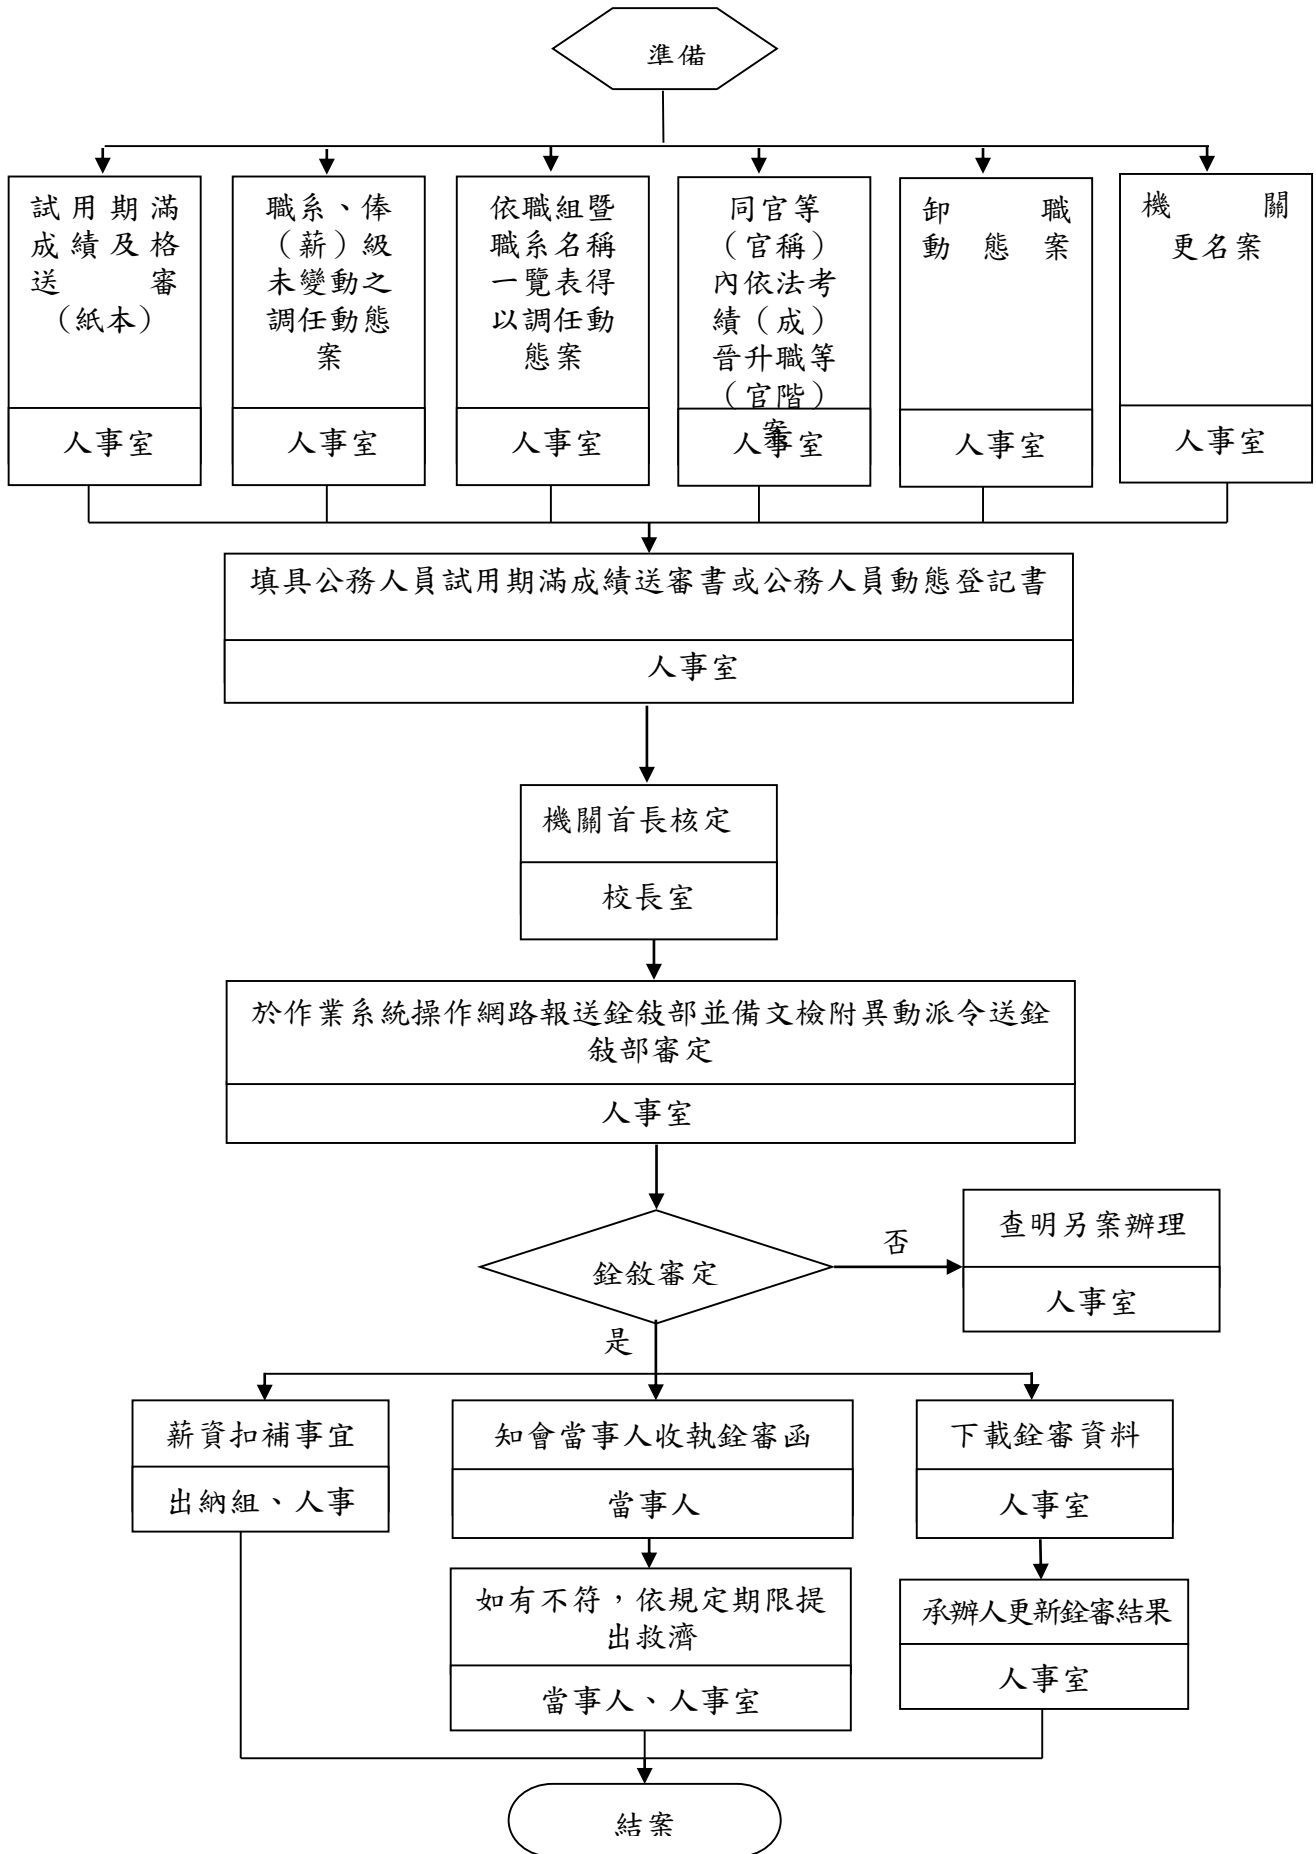 準備
試用期滿
成績及格
送審
（紙本）
人事室
職系、俸
（薪）級
未變動之
調任動態
案
人事室
依職組暨
職系名稱
一覽表得
以調任動
態案
人事室
同官等
（官稱）
內依法考
績（成）
晉升職等
（官階）
案
人事室
卸職
動態案
人事室
機關
更名案
人事室
填具公務人員試用期滿成績送審書或公務人員動態登記書
人事室
機關首長核定
校長室
於作業系統操作網路報送銓敍部並備文檢附異動派令送銓
敍部審定
人事室
銓敘審定
否
查明另案辦理
人事室
是
薪資扣補事宜
出納組、人事
知會當事人收執銓審函
當事人
下載銓審資料
人事室
如有不符，依規定期限提
出救濟
當事人、人事室
承辦人更新銓審結果
人事室
結案